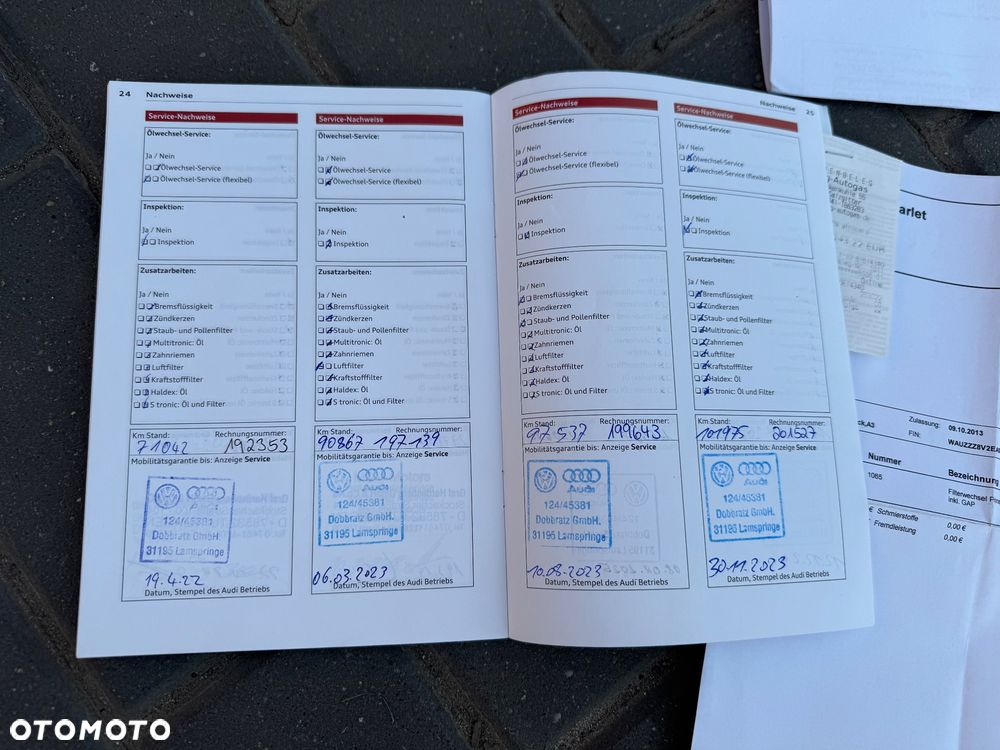 24 Nachweise
Service-Nachweise
Ölwechsel-Service:
Ja / Nein
Ölwechsel-Service
Ölwechsel-Service (flexibel)
Inspektion:
Ja / Nein
Inspektion
Zusatzarbeiten:
Ja / Nein
Bremsflüssigkeit
Zündkerzen
Staub- und Pollenfilter
Multitronic: Öl
Zahnriemen
Luftfilter
Kraftstofffilter
Haldex: Öl
S tronic: Öl und Filter
Km Stand: Rechnungsnummer:
71042 192353
Mobilitätsgarantie bis: Anzeige Service
Audi
124/45381
Dobbratz GmbH.
31195 Lamspringe
19.4.22
Datum, Stempel des Audi Betriebs
Service-Nachweise
Ölwechsel-Service:
Ja / Nein
Ölwechsel-Service
Ölwechsel-Service (flexibel)
Inspektion:
Ja / Nein
Inspektion
Zusatzarbeiten:
Ja / Nein
Bremsflüssigkeit
Zündkerzen
Staub- und Pollenfilter
Multitronic: Öl
Zahnriemen
Luftfilter
Kraftstofffilter
Haldex: Öl
S tronic: Öl und Filter
Km Stand: Rechnungsnummer:
90867 197139
Mobilitätsgarantie bis: Anzeige Service
Audi
124/45381
Dobbratz GmbH.
31195 Lamspringe
06.03.2023
Datum, Stempel des Audi Betriebs
Nachweise 25
Service-Nachweise
Ölwechsel-Service:
Ja / Nein
Ölwechsel-Service
Ölwechsel-Service (flexibel)
Inspektion:
Ja / Nein
Inspektion
Zusatzarbeiten:
Ja / Nein
Bremsflüssigkeit
Zündkerzen
Staub- und Pollenfilter
Multitronic: Öl
Zahnriemen
Luftfilter
Kraftstofffilter
Haldex: Öl
S tronic: Öl und Filter
Km Stand: Rechnungsnummer:
97537 199643
Mobilitätsgarantie bis: Anzeige Service
Audi
124/45381
Dobbratz GmbH.
31195 Lamspringe
10.08.2023
Datum, Stempel des Audi Betriebs
Service-Nachweise
Ölwechsel-Service:
Ja / Nein
Ölwechsel-Service
Ölwechsel-Service (flexibel)
Inspektion:
Ja / Nein
Inspektion
Zusatzarbeiten:
Ja / Nein
Bremsflüssigkeit
Zündkerzen
Staub- und Pollenfilter
Multitronic: Öl
Zahnriemen
Luftfilter
Kraftstofffilter
Haldex: Öl
S tronic: Öl und Filter
Km Stand: Rechnungsnummer:
101975 201527
Mobilitätsgarantie bis: Anzeige Service
Audi
124/45381
Dobbratz GmbH.
31195 Lamspringe
30.11.2023
Datum, Stempel des Audi Betriebs
-Autogas
arlet
Zulassung: 09.10.2013
FIN:
Nummer Bezeichnung
1065 Filterwechsel
inkl. GAP
€ Schmierstoffe 0,00 €
Fremdleistung 0,00 €
OTOMOTO